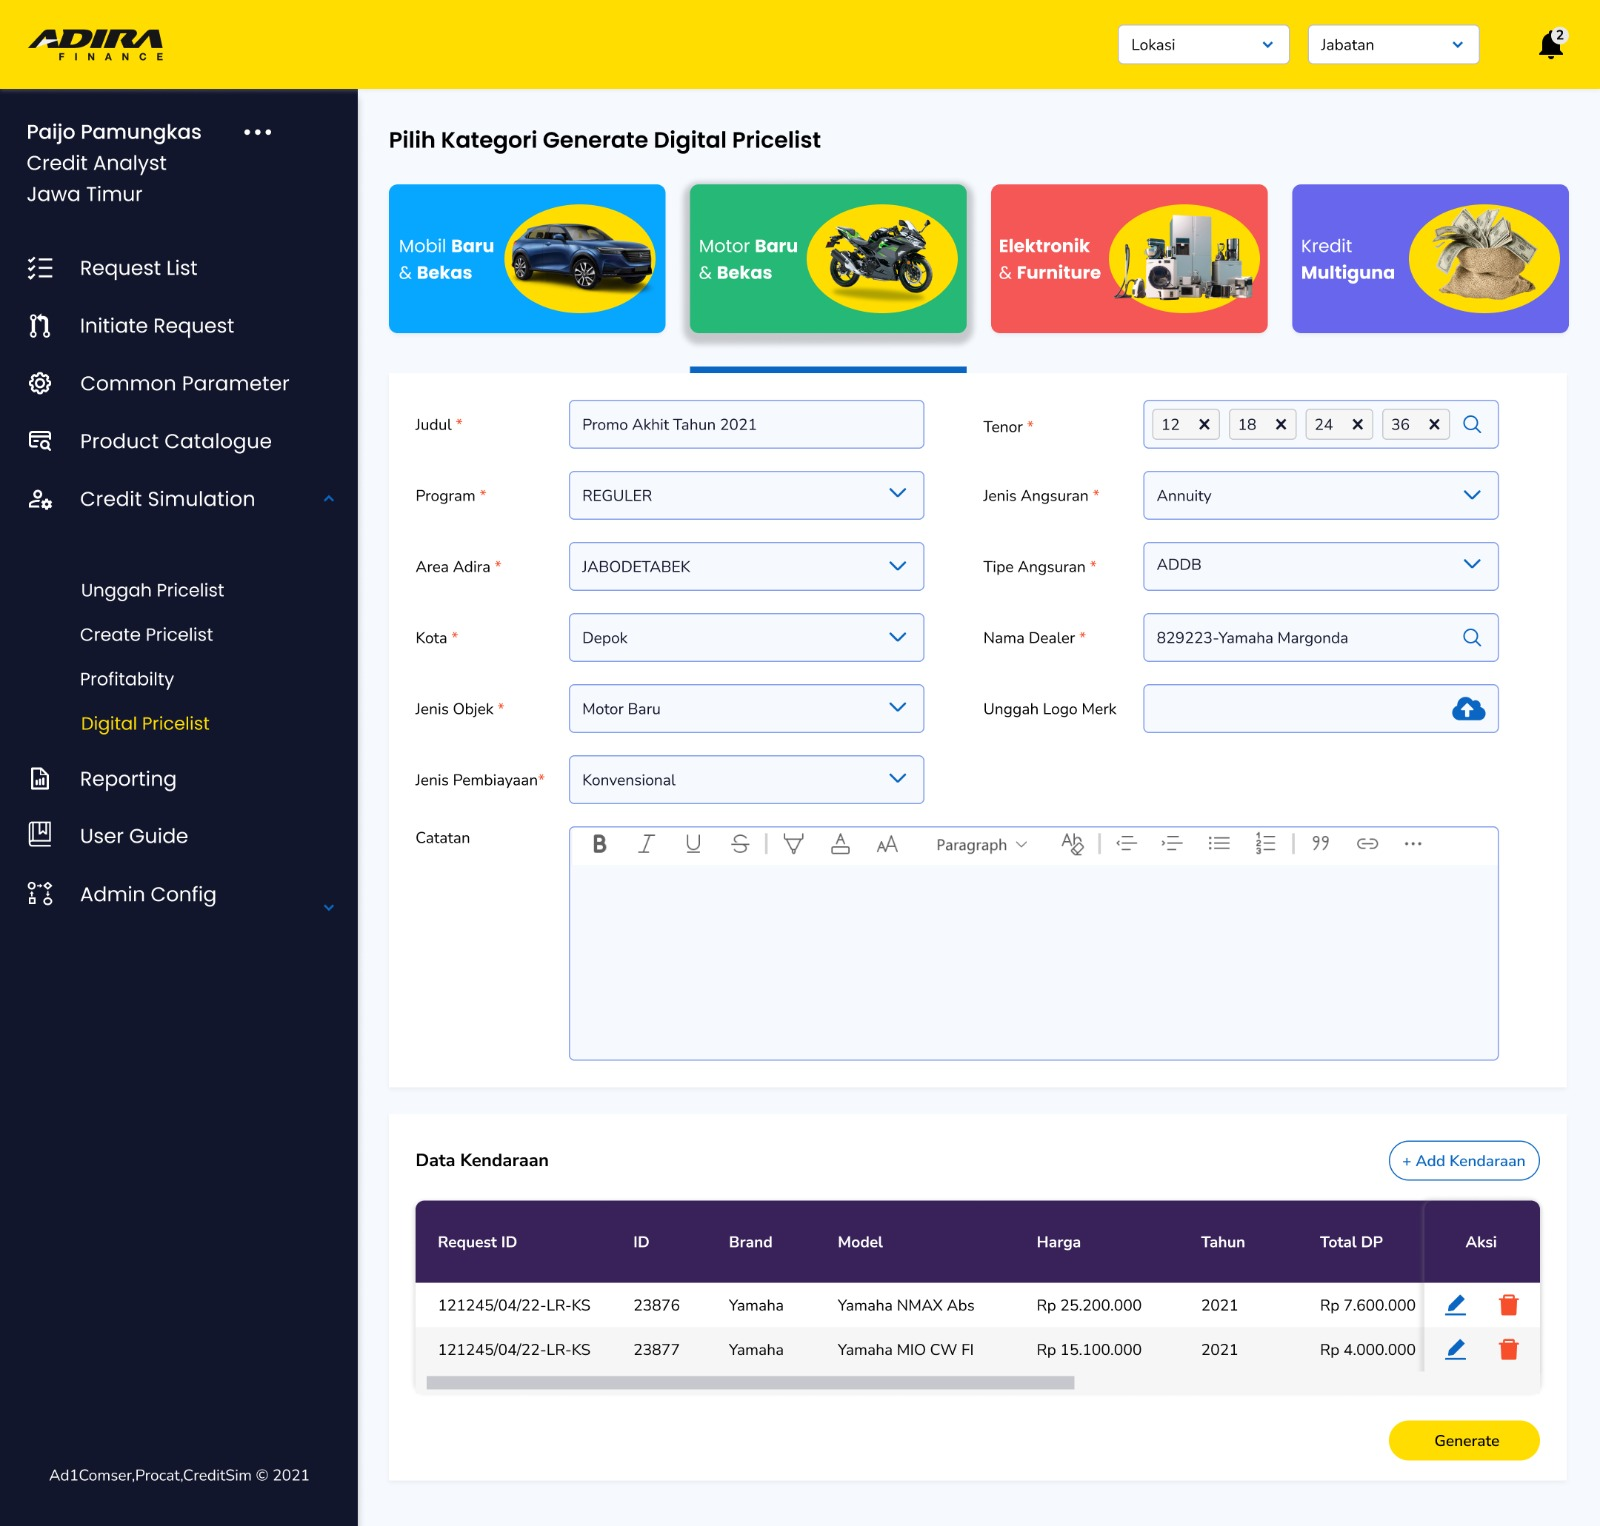 ADIRA
FINANCE
Lokasi
Jabatan
2
Paijo Pamungkas
Credit Analyst
Jawa Timur
Request List
Initiate Request
Common Parameter
Product Catalogue
Credit Simulation
Unggah Pricelist
Create Pricelist
Profitabilty
Digital Pricelist
Reporting
User Guide
Admin Config
Ad1Comser,Procat,CreditSim © 2021
Pilih Kategori Generate Digital Pricelist
Mobil Baru
& Bekas
Motor Baru
& Bekas
Elektronik
& Furniture
Kredit
Multiguna
Judul * Promo Akhit Tahun 2021
Tenor * 12 18 24 36
Program * REGULER
Jenis Angsuran * Annuity
Area Adira * JABODETABEK
Tipe Angsuran * ADDB
Kota * Depok
Nama Dealer * 829223-Yamaha Margonda
Jenis Objek * Motor Baru
Unggah Logo Merk
Jenis Pembiayaan* Konvensional
Catatan
Paragraph
Data Kendaraan
+ Add Kendaraan
Request ID ID Brand Model Harga Tahun Total DP Aksi
121245/04/22-LR-KS 23876 Yamaha Yamaha NMAX Abs Rp 25.200.000 2021 Rp 7.600.000
121245/04/22-LR-KS 23877 Yamaha Yamaha MIO CW FI Rp 15.100.000 2021 Rp 4.000.000
Generate